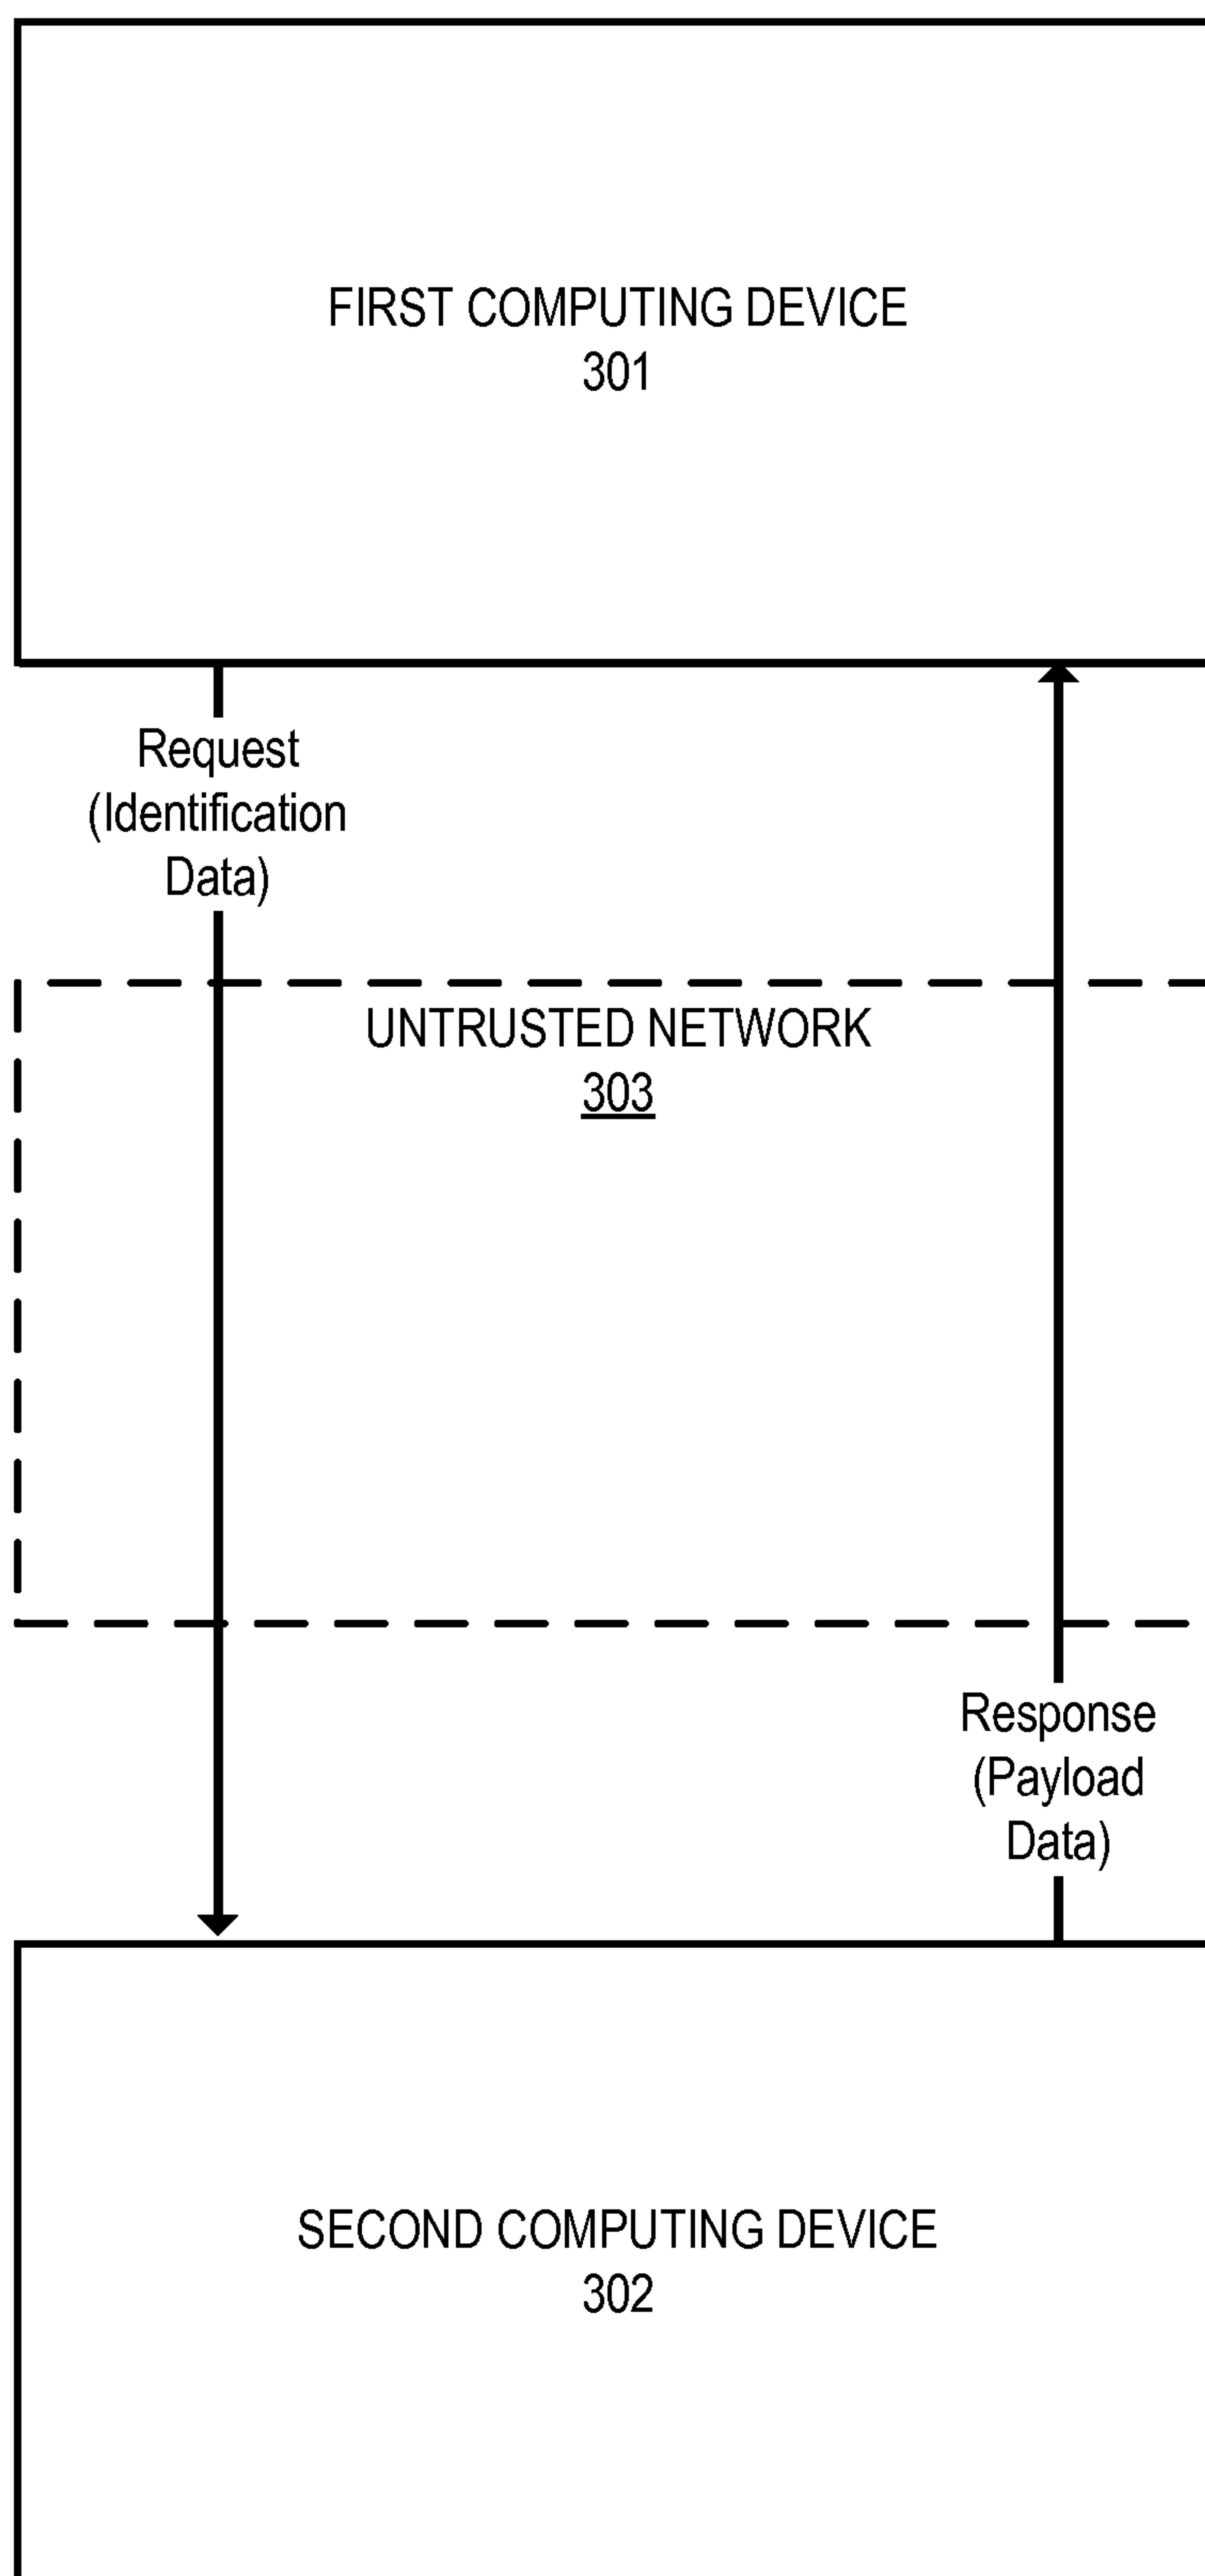 FIRST COMPUTING DEVICE
301
Request
(Identification
Data)
UNTRUSTED NETWORK
303
Response
(Payload
Data)
SECOND COMPUTING DEVICE
302